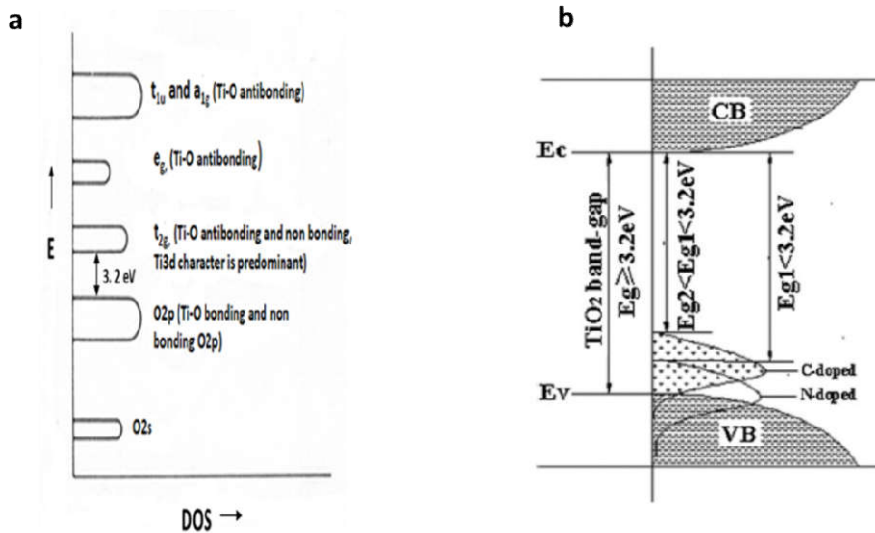 a
t1u and a1g (Ti-O antibonding)
eg, (Ti-O antibonding)
E
t2g, (Ti-O antibonding and non bonding,
Ti3d character is predominant)
3.2 eV
O2p (Ti-O bonding and non
bonding O2p)
O2s
DOS →
b
CB
Ec
TiO2 band-gap
Eg≥3.2eV
Eg2<Eg1<3.2eV
Eg1<3.2eV
C-doped
N-doped
Ev
VB